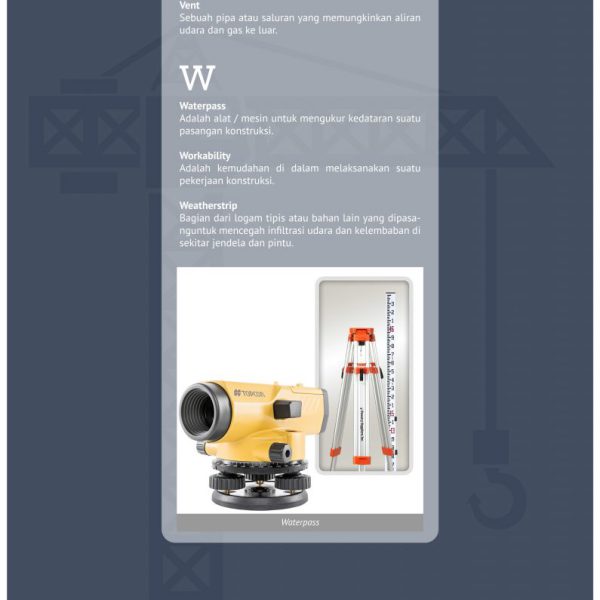 Vent
Sebuah pipa atau saluran yang memungkinkan aliran
udara dan gas ke luar.
W
Waterpass
Adalah alat / mesin untuk mengukur kedataran suatu
pasangan konstruksi.
Workability
Adalah kemudahan di dalam melaksanakan suatu
pekerjaan konstruksi.
Weatherstrip
Bagian dari logam tipis atau bahan lain yang dipasa-
nguntuk mencegah infiltrasi udara dan kelembaban di
sekitar jendela dan pintu.
TOPCON
Waterpass